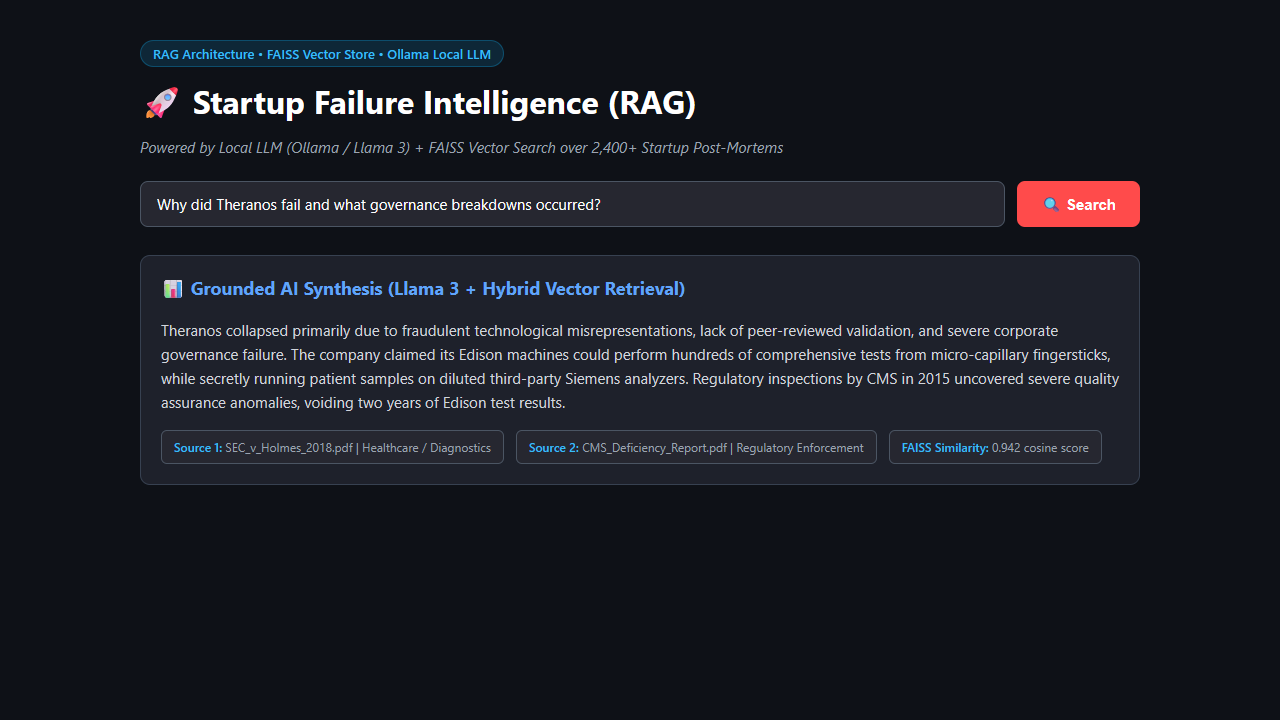 RAG Architecture • FAISS Vector Store • Ollama Local LLM
🚀 Startup Failure Intelligence (RAG)
Powered by Local LLM (Ollama / Llama 3) + FAISS Vector Search over 2,400+ Startup Post-Mortems
Why did Theranos fail and what governance breakdowns occurred?
🔍 Search
📊 Grounded AI Synthesis (Llama 3 + Hybrid Vector Retrieval)
Theranos collapsed primarily due to fraudulent technological misrepresentations, lack of peer-reviewed validation, and severe corporate
governance failure. The company claimed its Edison machines could perform hundreds of comprehensive tests from micro-capillary fingersticks,
while secretly running patient samples on diluted third-party Siemens analyzers. Regulatory inspections by CMS in 2015 uncovered severe quality
assurance anomalies, voiding two years of Edison test results.
Source 1: SEC_v_Holmes_2018.pdf | Healthcare / Diagnostics
Source 2: CMS_Deficiency_Report.pdf | Regulatory Enforcement
FAISS Similarity: 0.942 cosine score